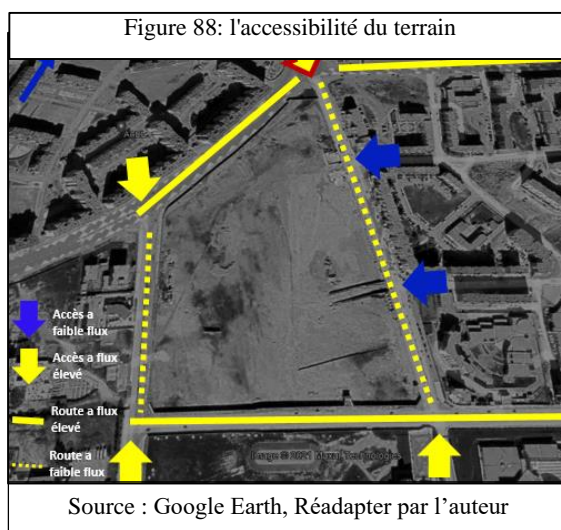 Figure 88: l'accessibilité du terrain
Accès a
faible flux
Accès a flux
élevé
Route a flux
élevé
Route a
faible flux
Image © 2021 Maxar Technologies
Source : Google Earth, Réadapter par l'auteur